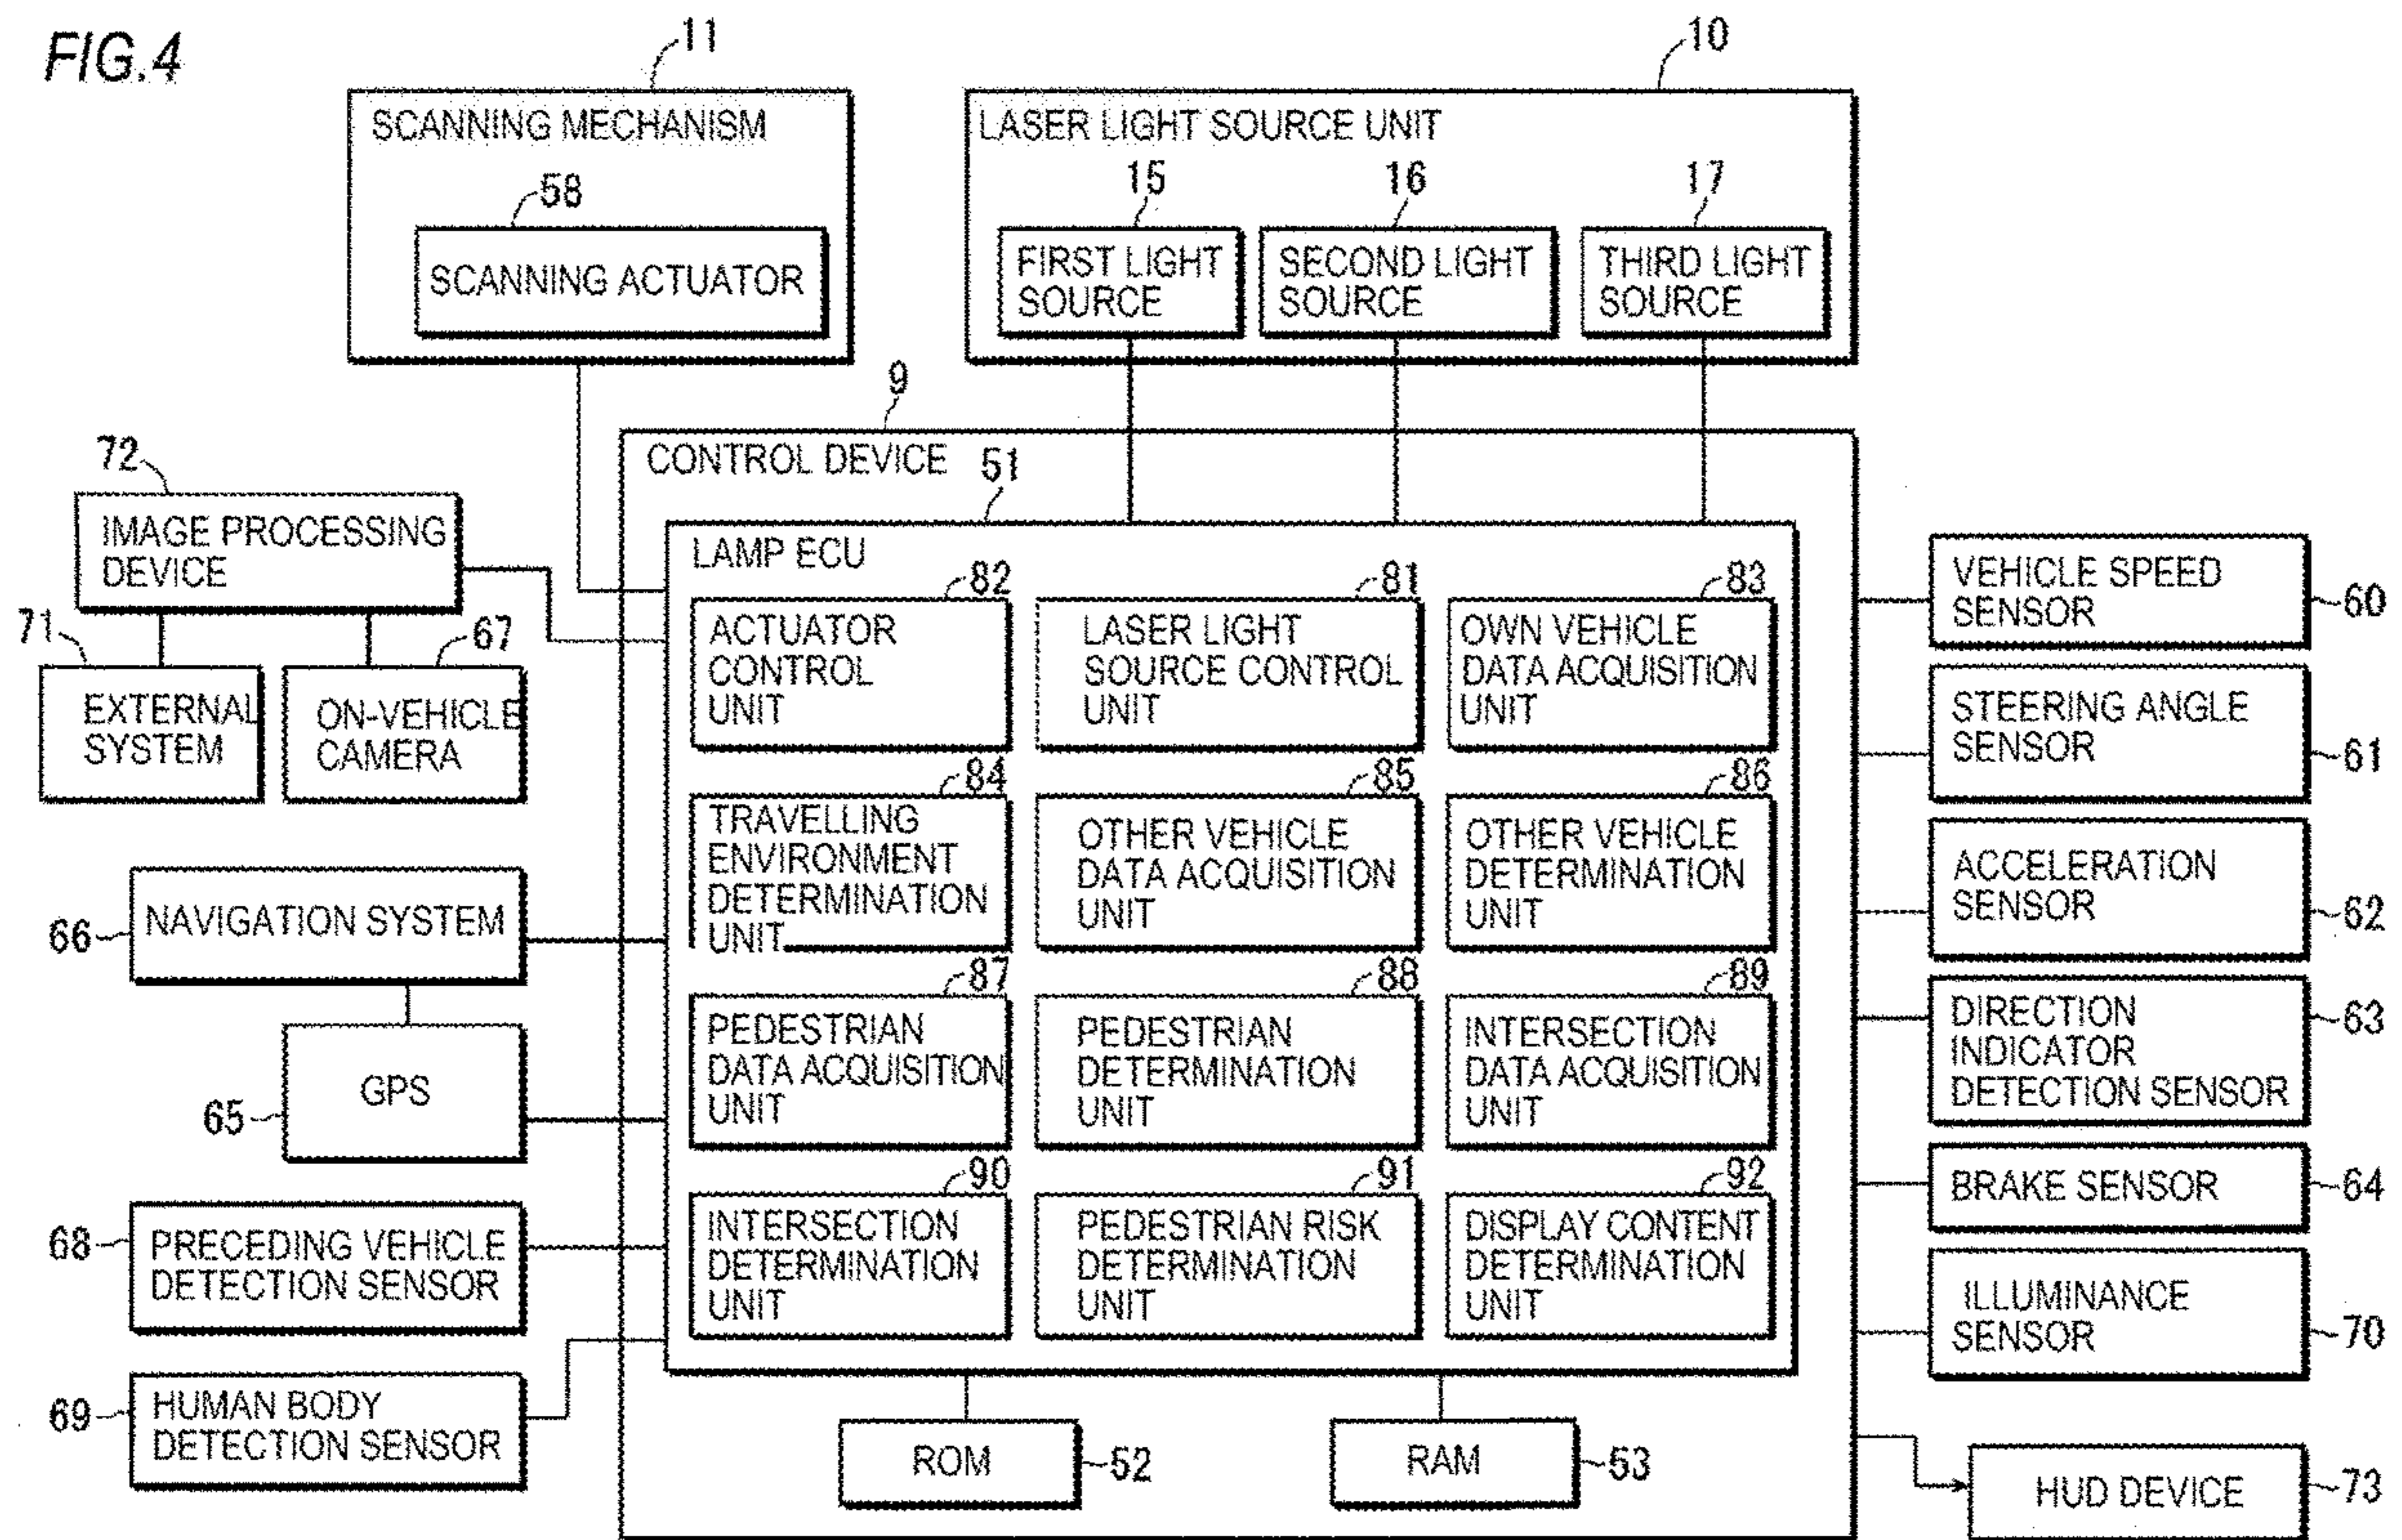 FIG.4
11
10
SCANNING MECHANISM
58
SCANNING ACTUATOR
LASER LIGHT SOURCE UNIT
15
16
17
FIRST LIGHT
SOURCE
SECOND LIGHT
SOURCE
THIRD LIGHT
SOURCE
9
CONTROL DEVICE
51
LAMP ECU
72
IMAGE PROCESSING
DEVICE
71
67
EXTERNAL
SYSTEM
ON-VEHICLE
CAMERA
66
NAVIGATION SYSTEM
65
GPS
68
PRECEDING VEHICLE
DETECTION SENSOR
69
HUMAN BODY
DETECTION SENSOR
82
ACTUATOR
CONTROL
UNIT
81
LASER LIGHT
SOURCE CONTROL
UNIT
83
OWN VEHICLE
DATA ACQUISITION
UNIT
84
TRAVELLING
ENVIRONMENT
DETERMINATION
UNIT
85
OTHER VEHICLE
DATA ACQUISITION
UNIT
86
OTHER VEHICLE
DETERMINATION
UNIT
87
PEDESTRIAN
DATA ACQUISITION
UNIT
88
PEDESTRIAN
DETERMINATION
UNIT
89
INTERSECTION
DATA ACQUISITION
UNIT
90
INTERSECTION
DETERMINATION
UNIT
91
PEDESTRIAN RISK
DETERMINATION
UNIT
92
DISPLAY CONTENT
DETERMINATION
UNIT
ROM
52
RAM
53
VEHICLE SPEED
SENSOR
60
STEERING ANGLE
SENSOR
61
ACCELERATION
SENSOR
62
DIRECTION
INDICATOR
DETECTION SENSOR
63
BRAKE SENSOR
64
ILLUMINANCE
SENSOR
70
HUD DEVICE
73